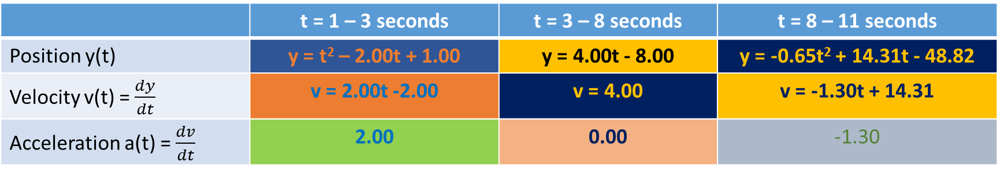 t = 1 – 3 seconds t = 3 – 8 seconds t = 8 – 11 seconds
Position y(t) y = t² – 2.00t + 1.00 y = 4.00t - 8.00 y = -0.65t² + 14.31t - 48.82
Velocity v(t) = dy/dt v = 2.00t -2.00 v = 4.00 v = -1.30t + 14.31
Acceleration a(t) = dv/dt 2.00 0.00 -1.30